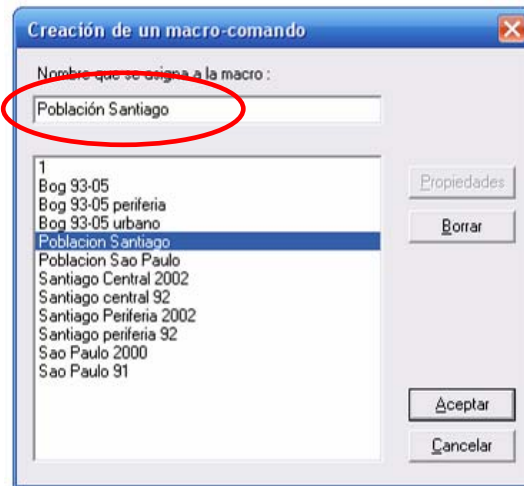 Creación de un macro-comando
Nombre que se asigna a la macro :
Población Santiago
1
Bog 93-05
Bog 93-05 periferia
Bog 93-05 urbano
Poblacion Santiago
Poblacion Sao Paulo
Santiago Central 2002
Santiago central 92
Santiago Periferia 2002
Santiago periferia 92
Sao Paulo 2000
Sao Paulo 91
Propiedades
Borrar
Aceptar
Cancelar